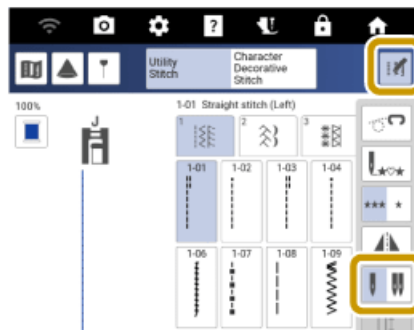 ?
Utility
Stitch
Character
Decorative
Stitch
100%
J
1-01 Straight stitch (Left)
1
2
3
1-01
1-02
1-03
1-04
1-06
1-07
1-08
1-09